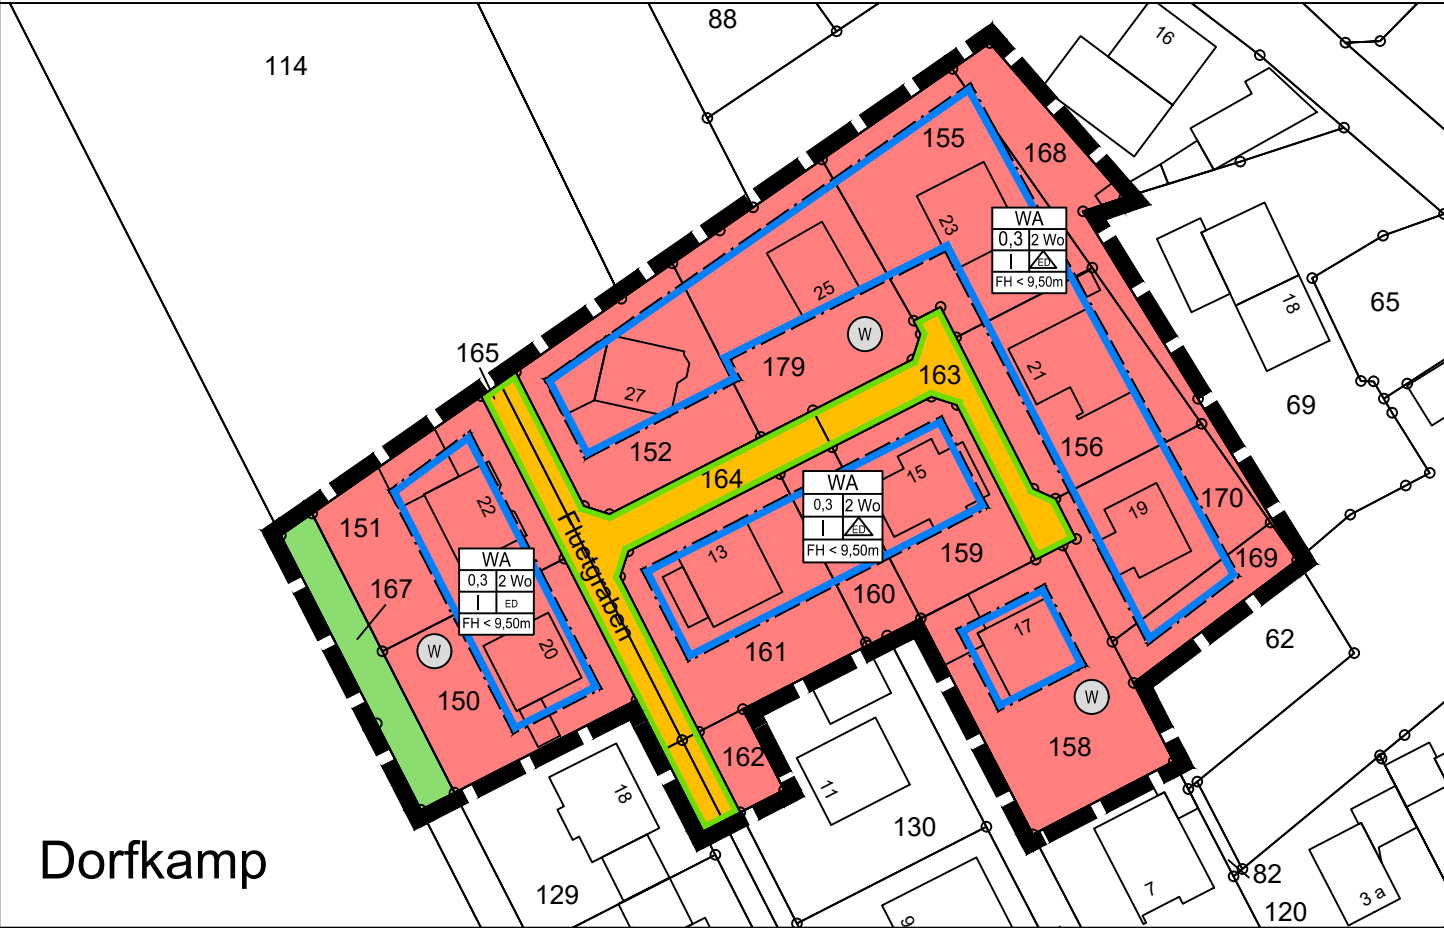 88
114
16
155
168
23
WA
0,3 2 Wo
I ED
FH < 9,50m
25
18
65
W
165
179
163
21
27
69
152
156
164
15
WA
0,3 2 Wo
I ED
FH < 9,50m
22
151
170
19
Fluetgraben
13
159
169
WA
0,3 2 Wo
I ED
FH < 9,50m
167
160
17
62
W
20
161
150
W
162
158
18
11
130
Dorfkamp
129
7
82
3 a
120
9